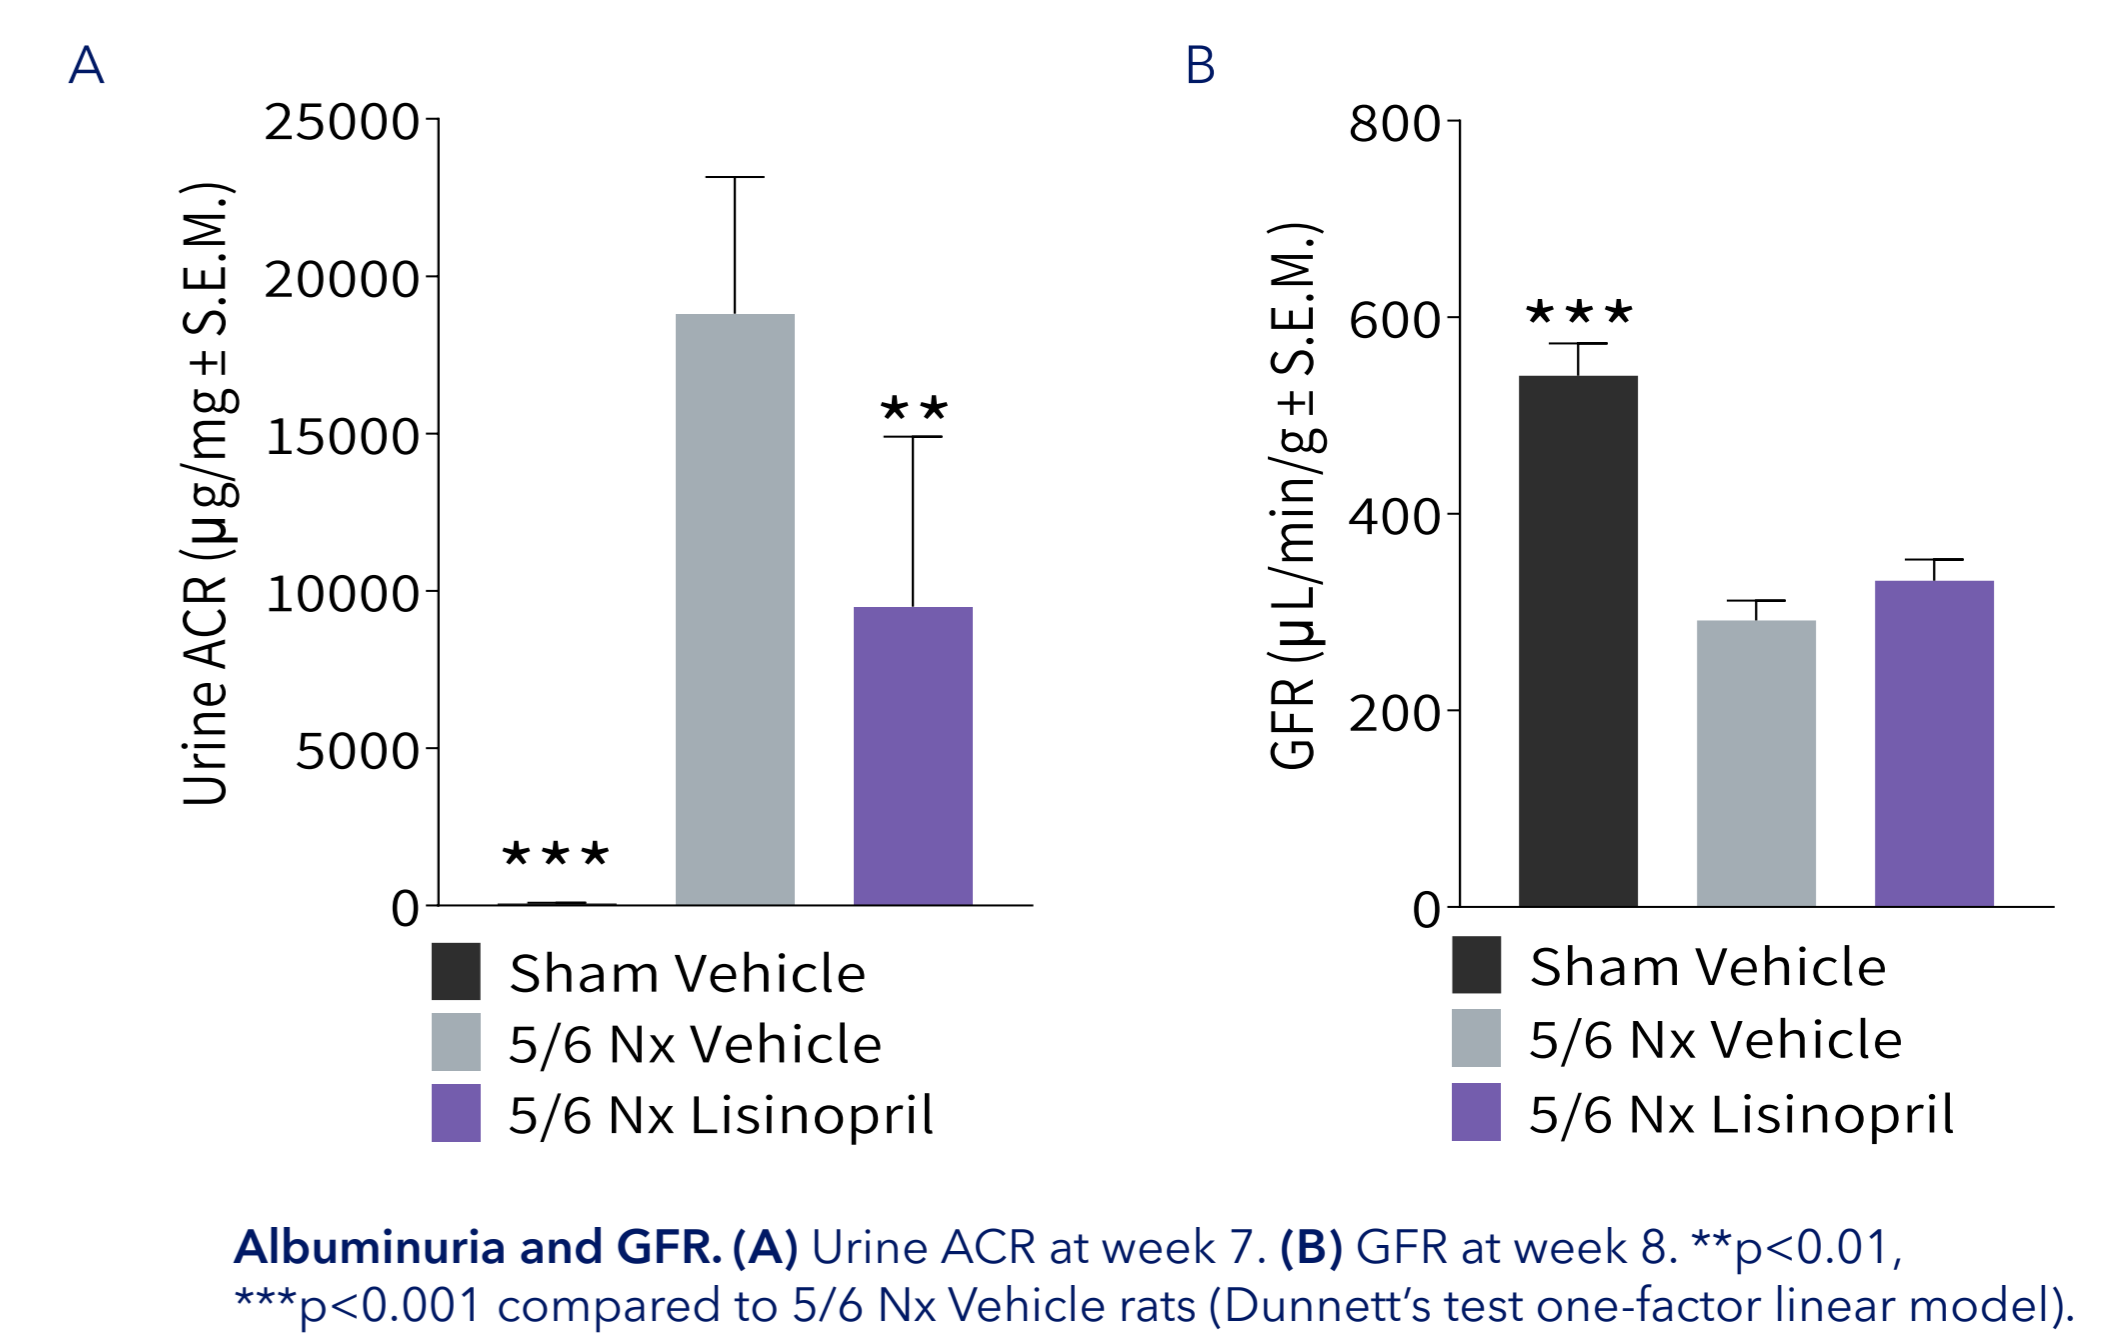 A
B
25000
20000
15000
10000
5000
0
Urine ACR (µg/mg ± S.E.M.)
***
**
Sham Vehicle
5/6 Nx Vehicle
5/6 Nx Lisinopril
800
600
400
200
0
GFR (µL/min/g ± S.E.M.)
***
Sham Vehicle
5/6 Nx Vehicle
5/6 Nx Lisinopril
Albuminuria and GFR. (A) Urine ACR at week 7. (B) GFR at week 8. **p<0.01,
***p<0.001 compared to 5/6 Nx Vehicle rats (Dunnett’s test one-factor linear model).